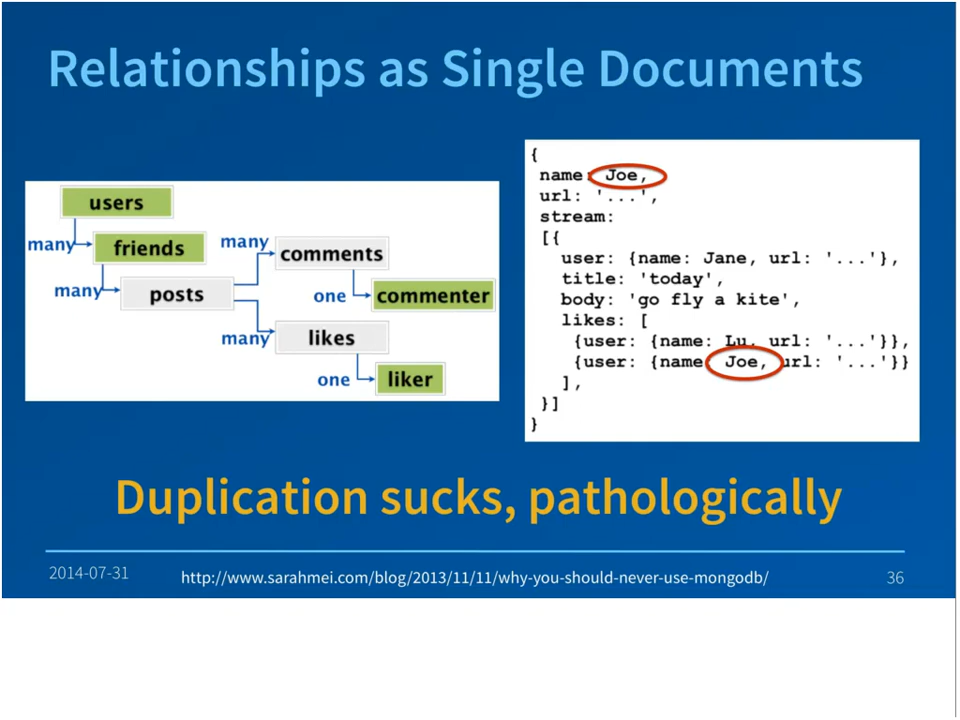 Relationships as Single Documents
users
many
friends
many
posts
many
comments
one
commenter
many
likes
one
liker
{
name: Joe,
url: '...',
stream:
[{
user: {name: Jane, url: '...'},
title: 'today',
body: 'go fly a kite',
likes: [
{user: {name: Lu, url: '...'}},
{user: {name: Joe, url: '...'}}
],
}]
}
Duplication sucks, pathologically
2014-07-31
http://www.sarahmei.com/blog/2013/11/11/why-you-should-never-use-mongodb/
36